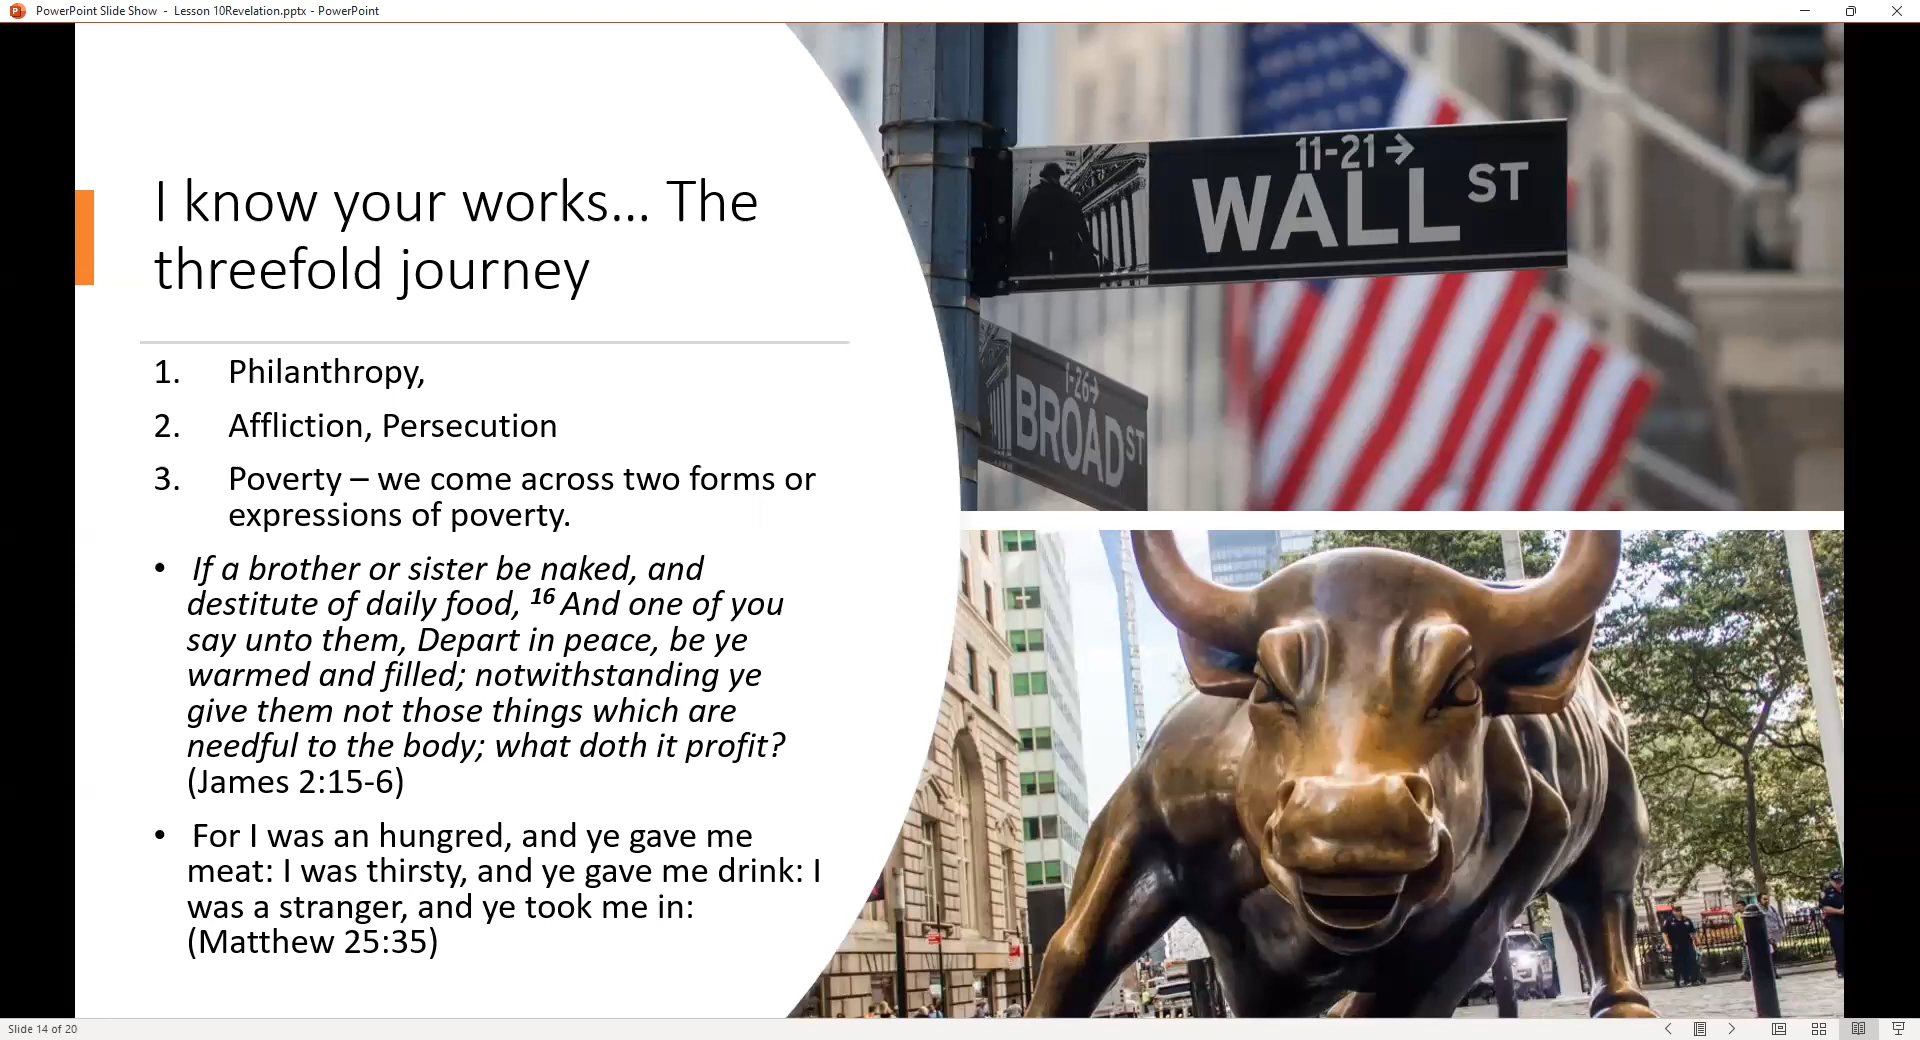 PowerPoint Slide Show - Lesson 10Revelation.pptx - PowerPoint
I know your works... The
threefold journey
1. Philanthropy,
2. Affliction, Persecution
3. Poverty – we come across two forms or
expressions of poverty.
• If a brother or sister be naked, and
destitute of daily food, 16 And one of you
say unto them, Depart in peace, be ye
warmed and filled; notwithstanding ye
give them not those things which are
needful to the body; what doth it profit?
(James 2:15-6)
• For I was an hungred, and ye gave me
meat: I was thirsty, and ye gave me drink: I
was a stranger, and ye took me in:
(Matthew 25:35)
11-21→
WALL ST
1-26→
BROAD ST
Slide 14 of 20